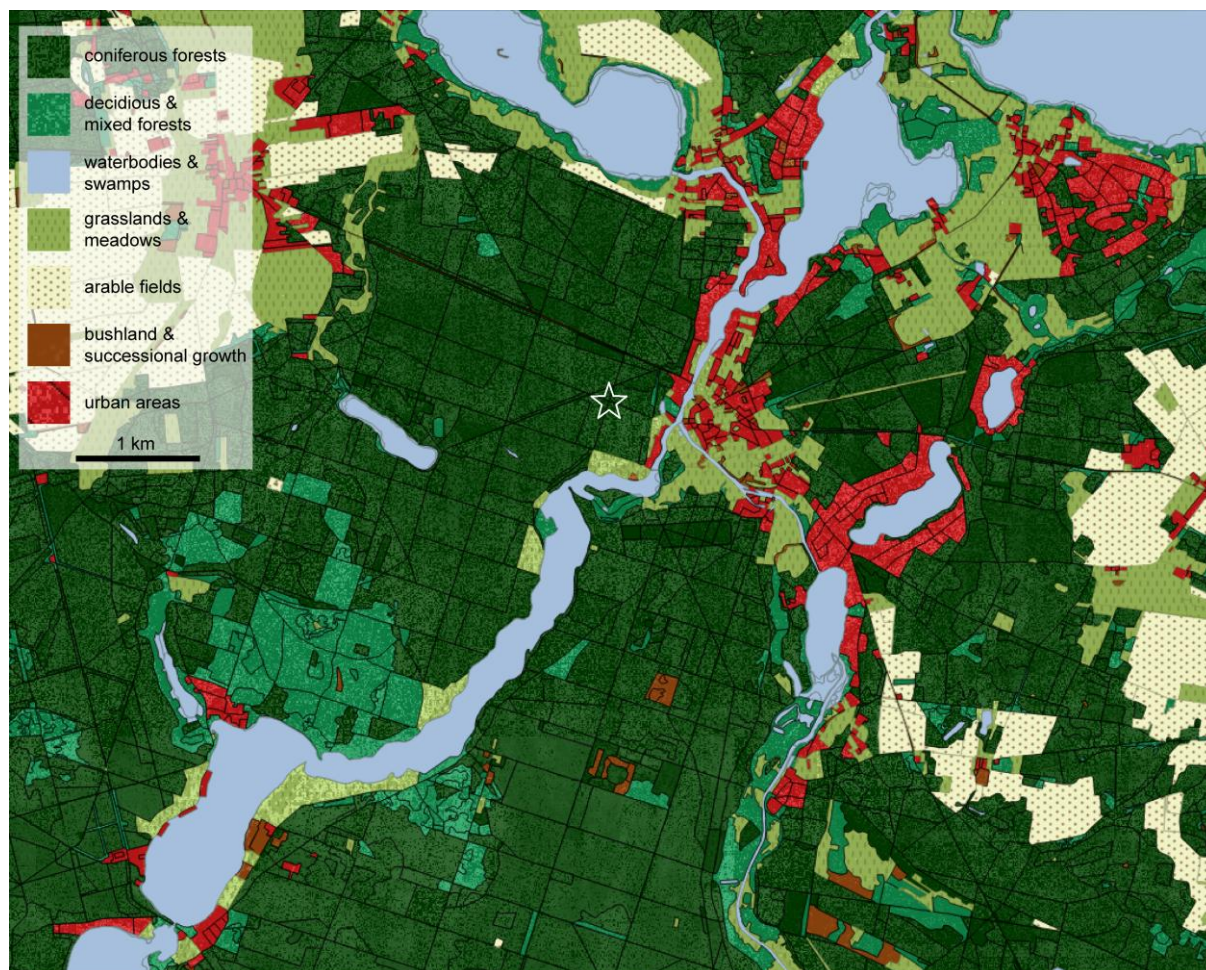 coniferous forests
decidious &
mixed forests
waterbodies &
swamps
grasslands &
meadows
arable fields
bushland &
successional growth
urban areas
1 km